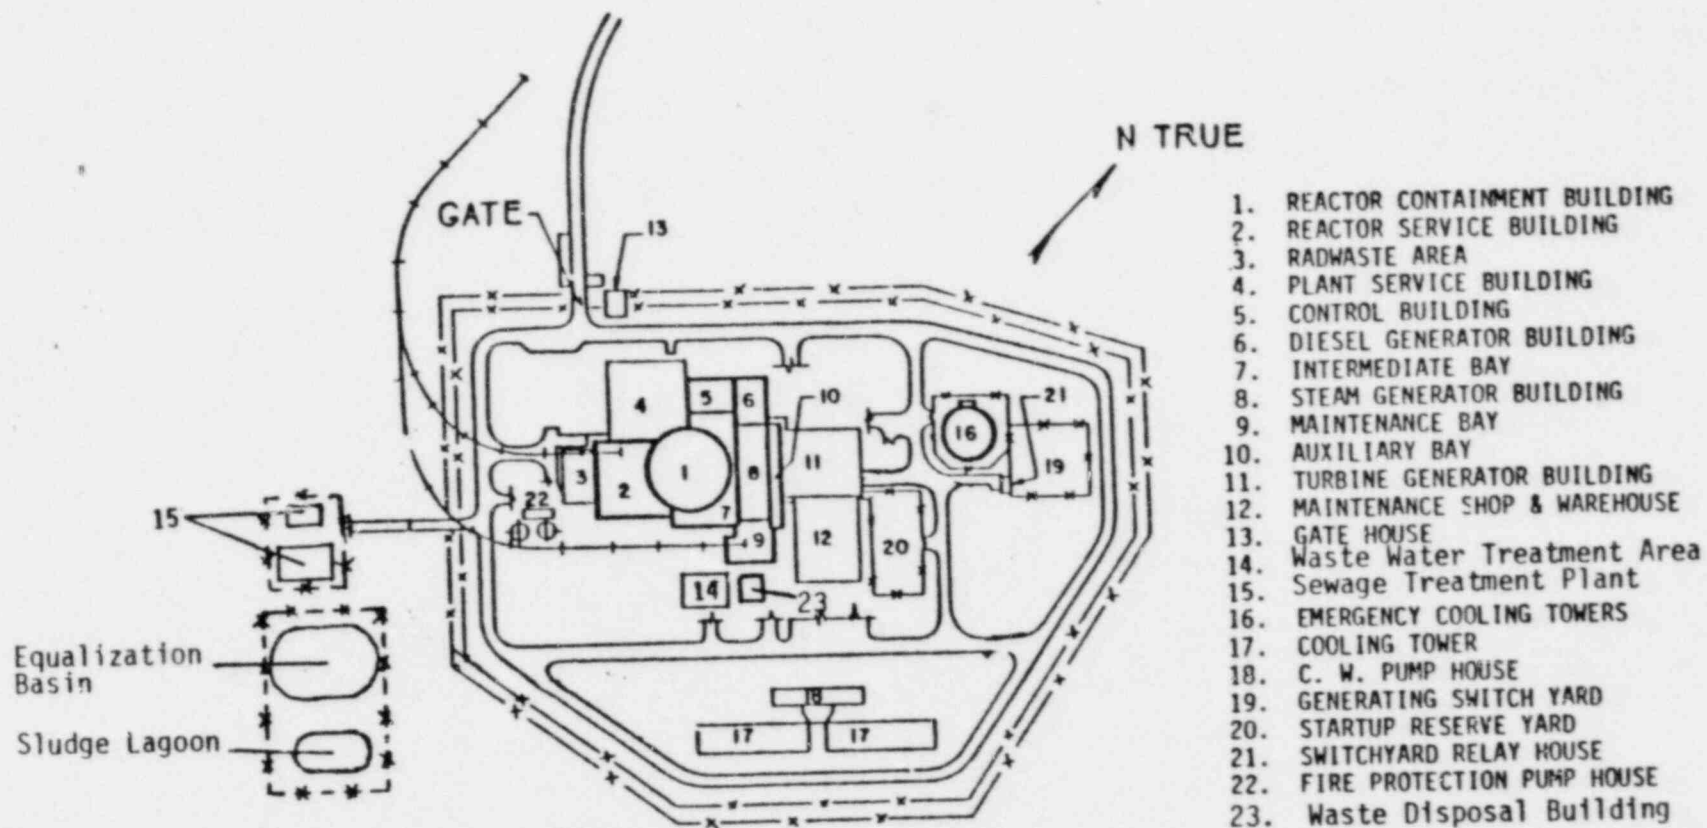 N TRUE
GATE
13
1. REACTOR CONTAINMENT BUILDING
2. REACTOR SERVICE BUILDING
3. RADWASTE AREA
4. PLANT SERVICE BUILDING
5. CONTROL BUILDING
6. DIESEL GENERATOR BUILDING
7. INTERMEDIATE BAY
8. STEAM GENERATOR BUILDING
9. MAINTENANCE BAY
10. AUXILIARY BAY
11. TURBINE GENERATOR BUILDING
12. MAINTENANCE SHOP & WAREHOUSE
13. GATE HOUSE
14. Waste Water Treatment Area
15. Sewage Treatment Plant
16. EMERGENCY COOLING TOWERS
17. COOLING TOWER
18. C. W. PUMP HOUSE
19. GENERATING SWITCH YARD
20. STARTUP RESERVE YARD
21. SWITCHYARD RELAY HOUSE
22. FIRE PROTECTION PUMP HOUSE
23. Waste Disposal Building
4
5
6
10
21
16
3
2
1
8
11
19
22
7
15
9
12
20
14
23
Equalization
Basin
18
Sludge Lagoon
17
17